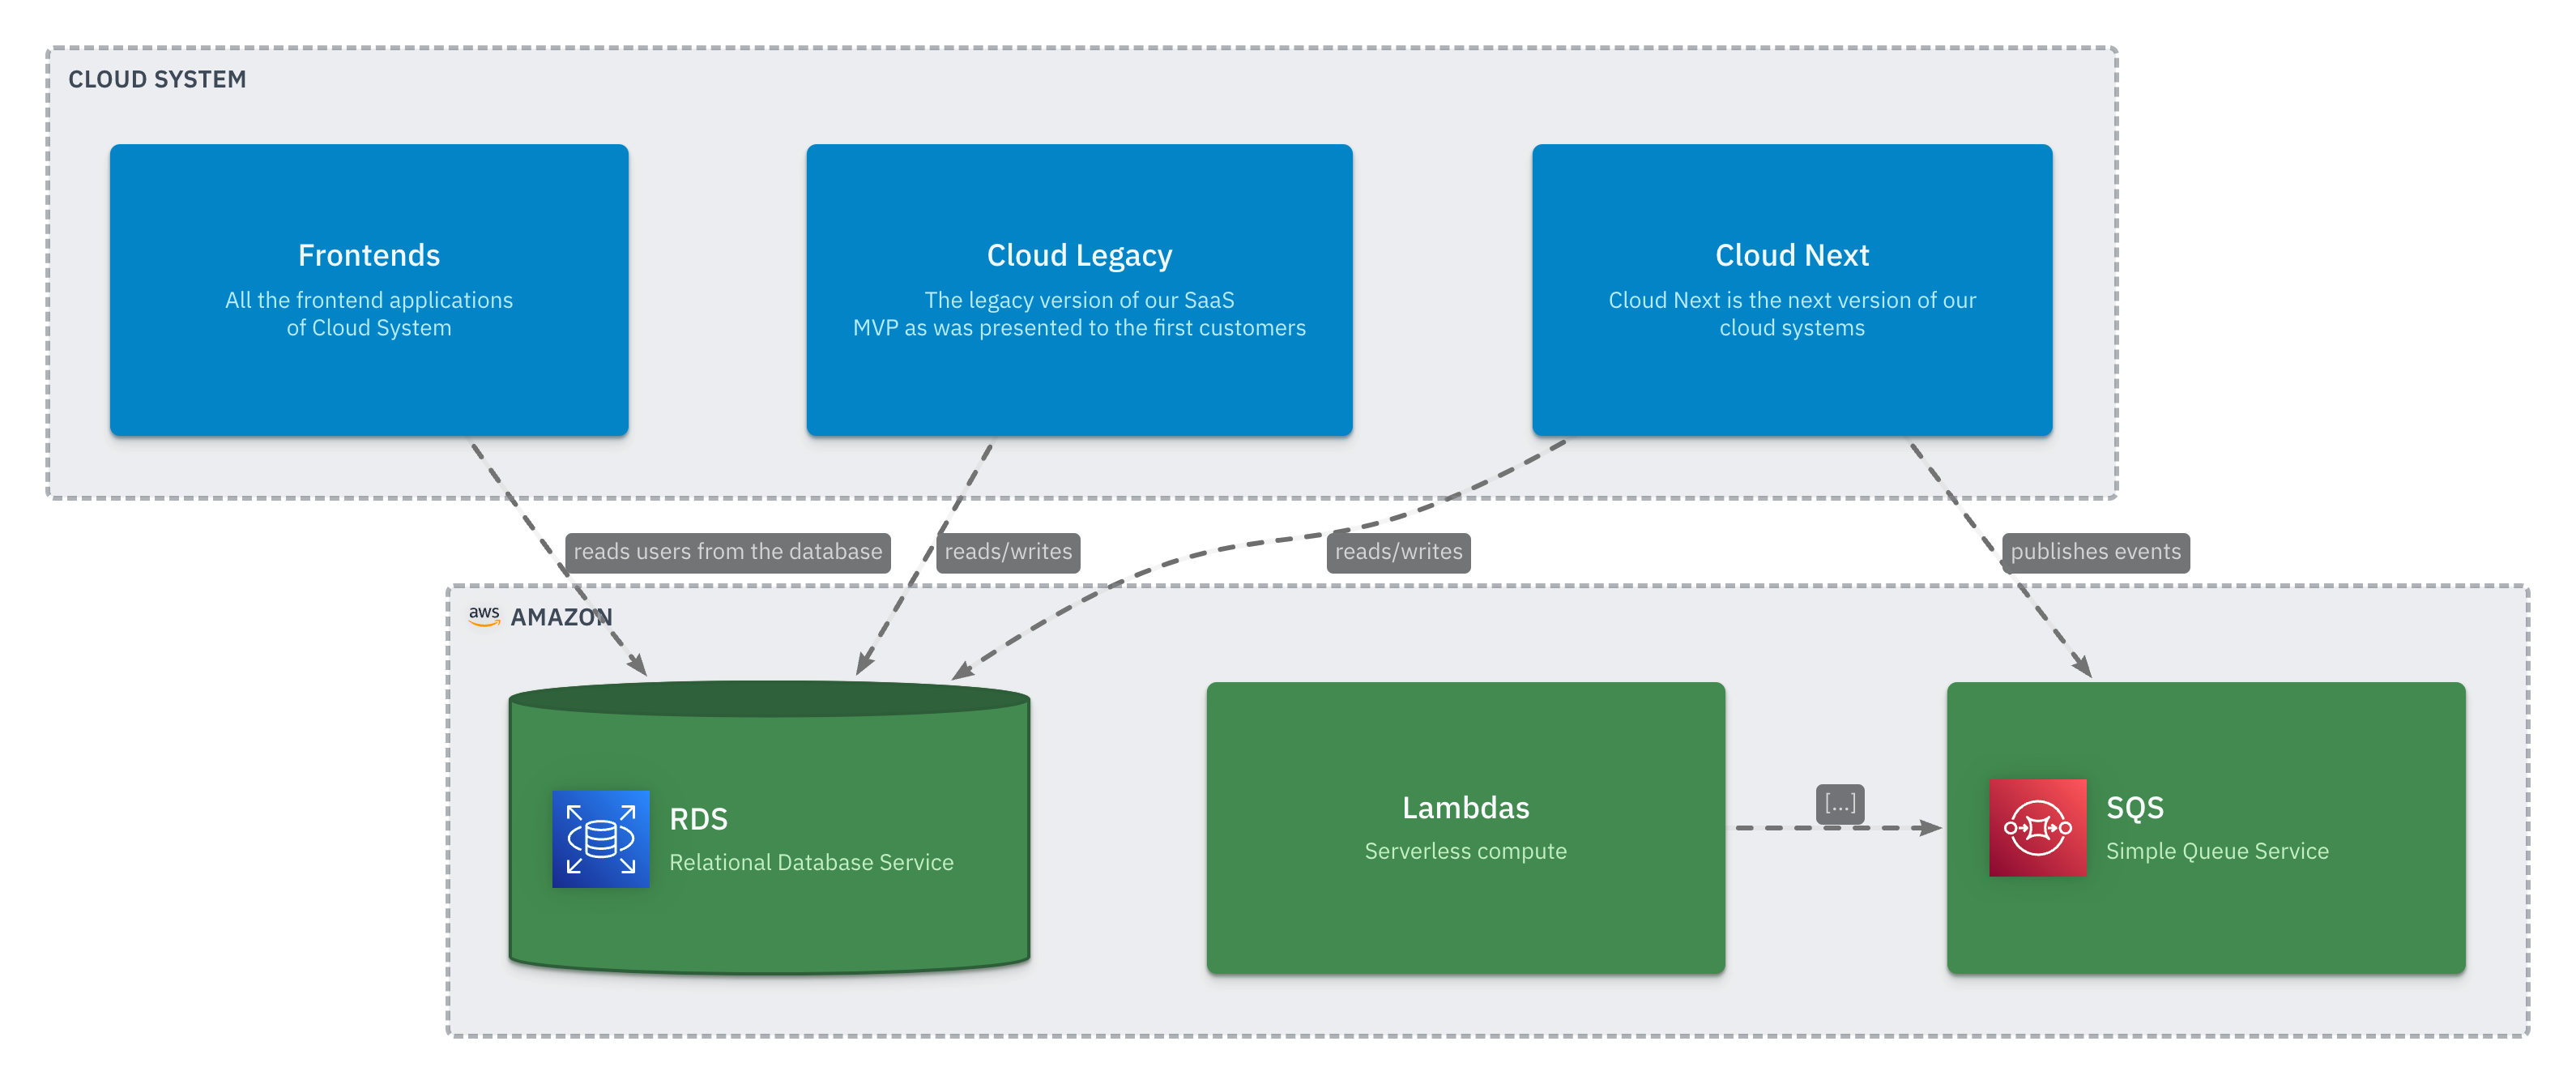 CLOUD SYSTEM
Frontends
All the frontend applications
of Cloud System
Cloud Legacy
The legacy version of our SaaS
MVP as was presented to the first customers
Cloud Next
Cloud Next is the next version of our
cloud systems
reads users from the database
reads/writes
reads/writes
publishes events
aws
AMAZON
RDS
Relational Database Service
Lambdas
Serverless compute
[...]
SQS
Simple Queue Service